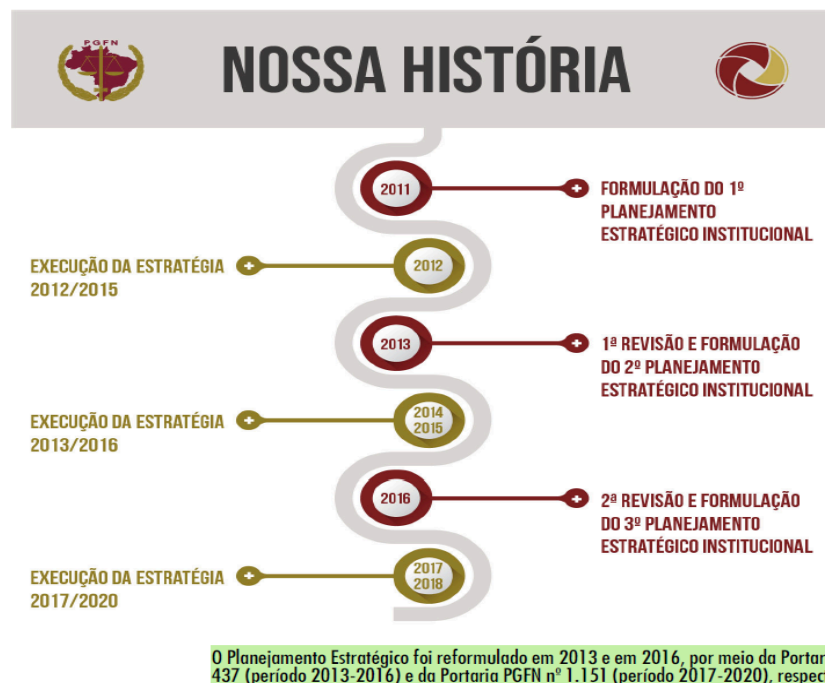 PGFN
NOSSA HISTÓRIA
2011
FORMULAÇÃO DO 1º
PLANEJAMENTO
ESTRATÉGICO INSTITUCIONAL
EXECUÇÃO DA ESTRATÉGIA
2012/2015
2012
2013
1ª REVISÃO E FORMULAÇÃO
DO 2º PLANEJAMENTO
ESTRATÉGICO INSTITUCIONAL
EXECUÇÃO DA ESTRATÉGIA
2013/2016
2014
2015
2016
2ª REVISÃO E FORMULAÇÃO
DO 3º PLANEJAMENTO
ESTRATÉGICO INSTITUCIONAL
EXECUÇÃO DA ESTRATÉGIA
2017/2020
2017
2018
O Planejamento Estratégico foi reformulado em 2013 e em 2016, por meio da Portar
437 (período 2013-2016) e da Portaria PGFN nº 1.151 (período 2017-2020), respect